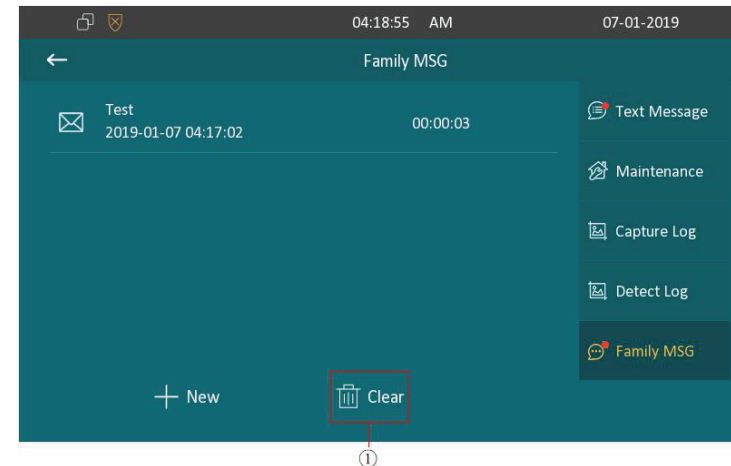 04:18:55 AM
07-01-2019
Family MSG
Test
2019-01-07 04:17:02
00:00:03
Text Message
Maintenance
Capture Log
Detect Log
Family MSG
New
Clear
①